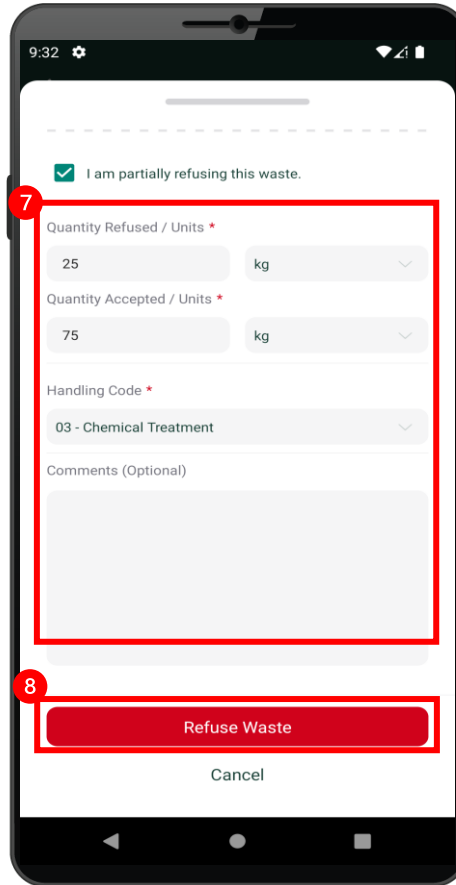 9:32
I am partially refusing this waste.
7
Quantity Refused / Units *
25 kg
Quantity Accepted / Units *
75 kg
Handling Code *
03 - Chemical Treatment
Comments (Optional)
8
Refuse Waste
Cancel